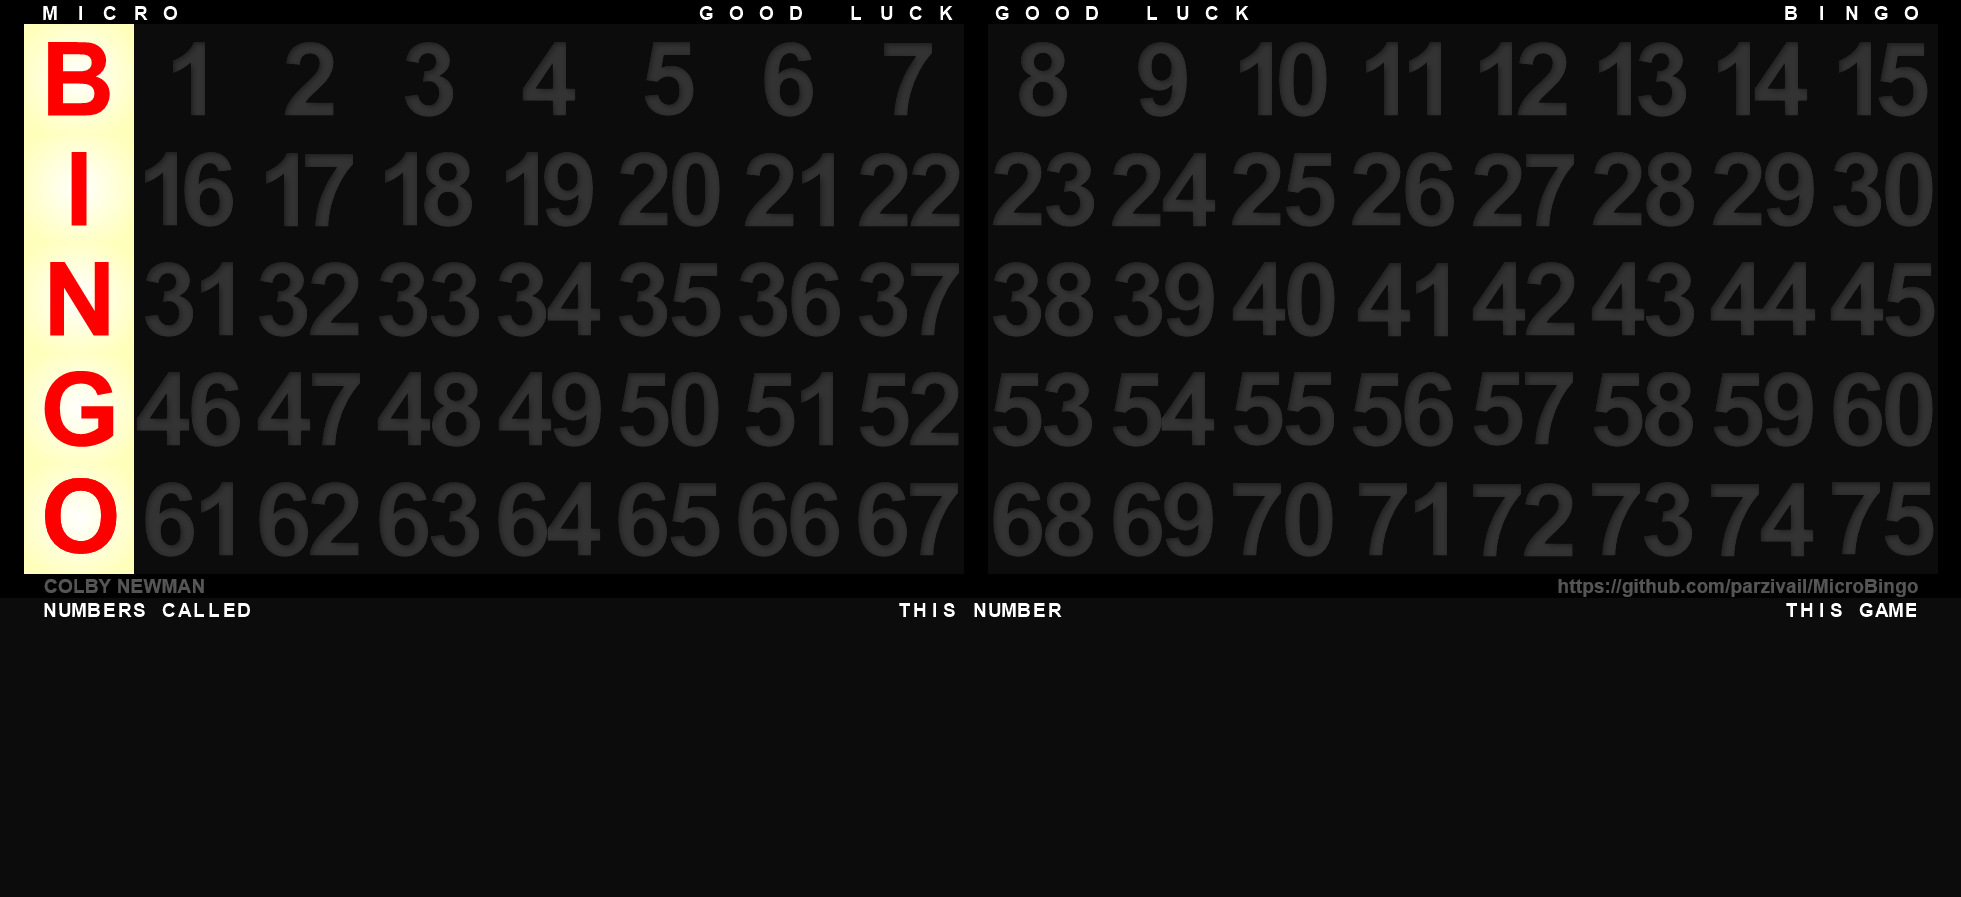 MICRO GOOD LUCK GOOD LUCK BINGO
B 1 2 3 4 5 6 7 8 9 10 11 12 13 14 15
I 16 17 18 19 20 21 22 23 24 25 26 27 28 29 30
N 31 32 33 34 35 36 37 38 39 40 41 42 43 44 45
G 46 47 48 49 50 51 52 53 54 55 56 57 58 59 60
O 61 62 63 64 65 66 67 68 69 70 71 72 73 74 75
COLBY NEWMAN https://github.com/parzivail/MicroBingo
NUMBERS CALLED THIS NUMBER THIS GAME